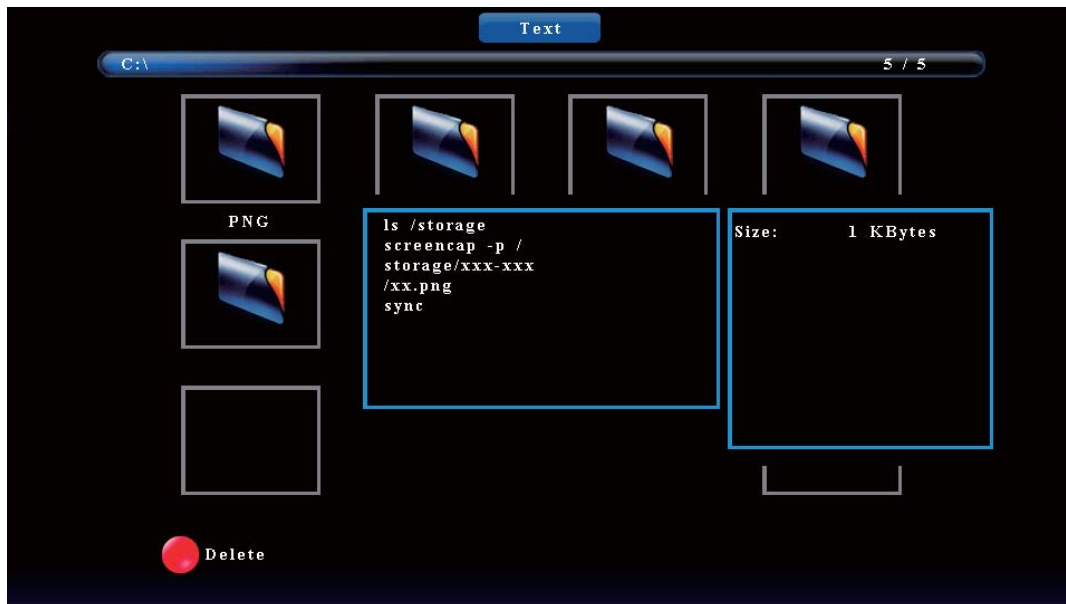 Text
C:\ 5 / 5
PNG
ls /storage
screencap -p /
storage/xxx-xxx
/xx.png
sync
Size: 1 KBytes
Delete